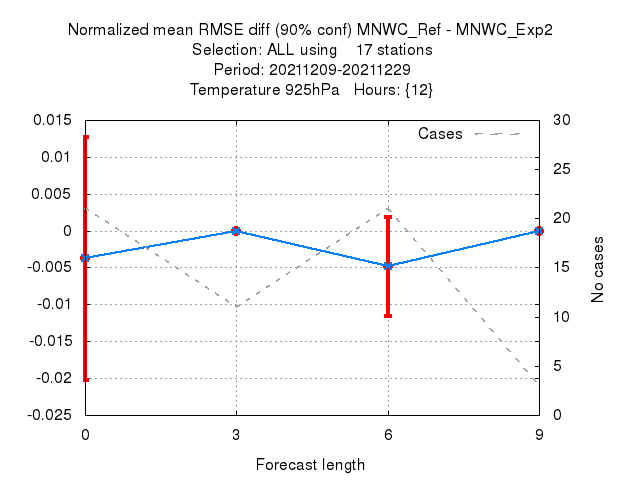 Normalized mean RMSE diff (90% conf) MNWC_Ref - MNWC_Exp2
Selection: ALL using 17 stations
Period: 20211209-20211229
Temperature 925hPa Hours: {12}
Cases
0.015
0.01
0.005
0
-0.005
-0.01
-0.015
-0.02
-0.025
30
25
20
15
10
5
0
No cases
0 3 6 9
Forecast length